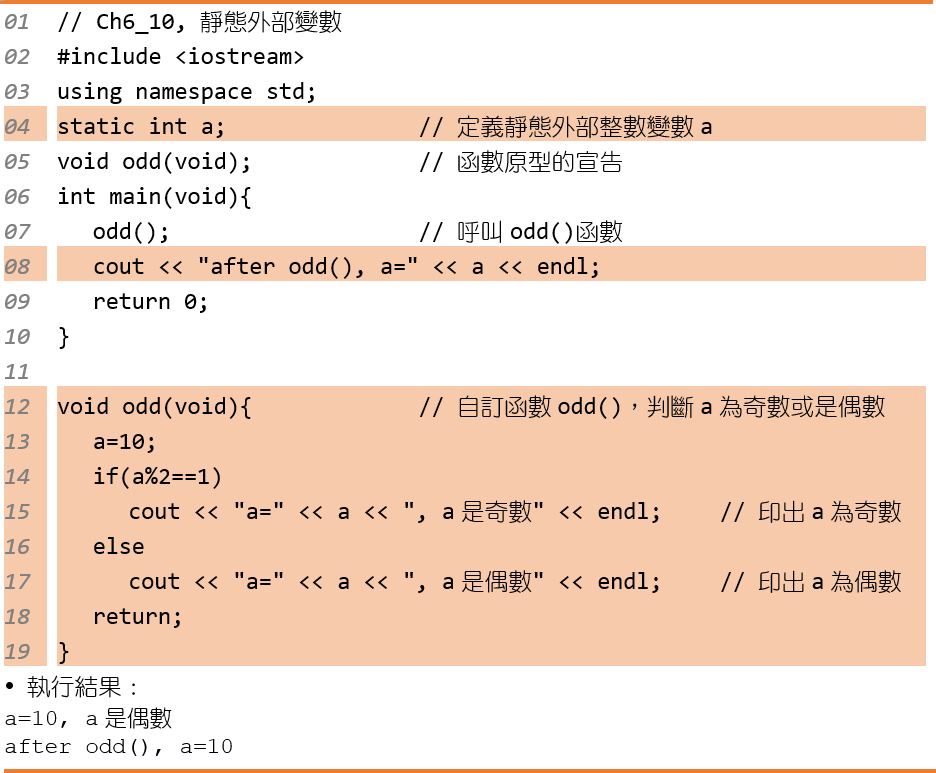 01 // Ch6_10, 靜態外部變數
02 #include <iostream>
03 using namespace std;
04 static int a; // 定義靜態外部整數變數 a
05 void odd(void); // 函數原型的宣告
06 int main(void){
07 odd(); // 呼叫 odd()函數
08 cout << "after odd(), a=" << a << endl;
09 return 0;
10 }
11
12 void odd(void){ // 自訂函數 odd()，判斷 a 為奇數或是偶數
13 a=10;
14 if(a%2==1)
15 cout << "a=" << a << ", a 是奇數" << endl; // 印出 a 為奇數
16 else
17 cout << "a=" << a << ", a 是偶數" << endl; // 印出 a 為偶數
18 return;
19 }
• 執行結果：
a=10, a 是偶數
after odd(), a=10